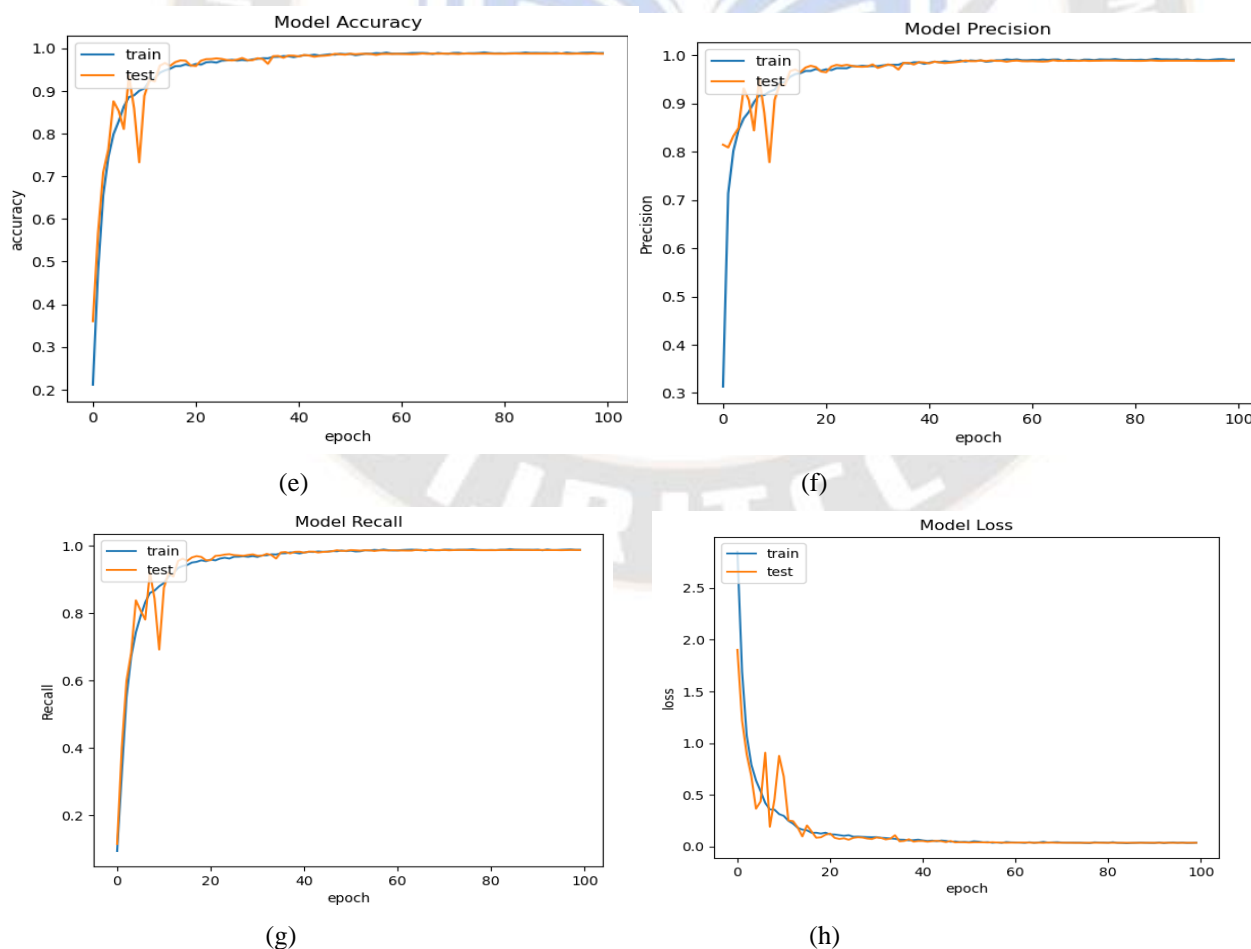 Model Accuracy
train
test
1.0
0.9
0.8
0.7
0.6
0.5
0.4
0.3
0.2
accuracy
0 20 40 60 80 100
epoch
(e)
Model Precision
train
test
1.0
0.9
0.8
0.7
0.6
0.5
0.4
0.3
Precision
0 20 40 60 80 100
epoch
(f)
Model Recall
train
test
1.0
0.8
0.6
0.4
0.2
Recall
0 20 40 60 80 100
epoch
(g)
Model Loss
train
test
2.5
2.0
1.5
1.0
0.5
0.0
loss
0 20 40 60 80 100
epoch
(h)